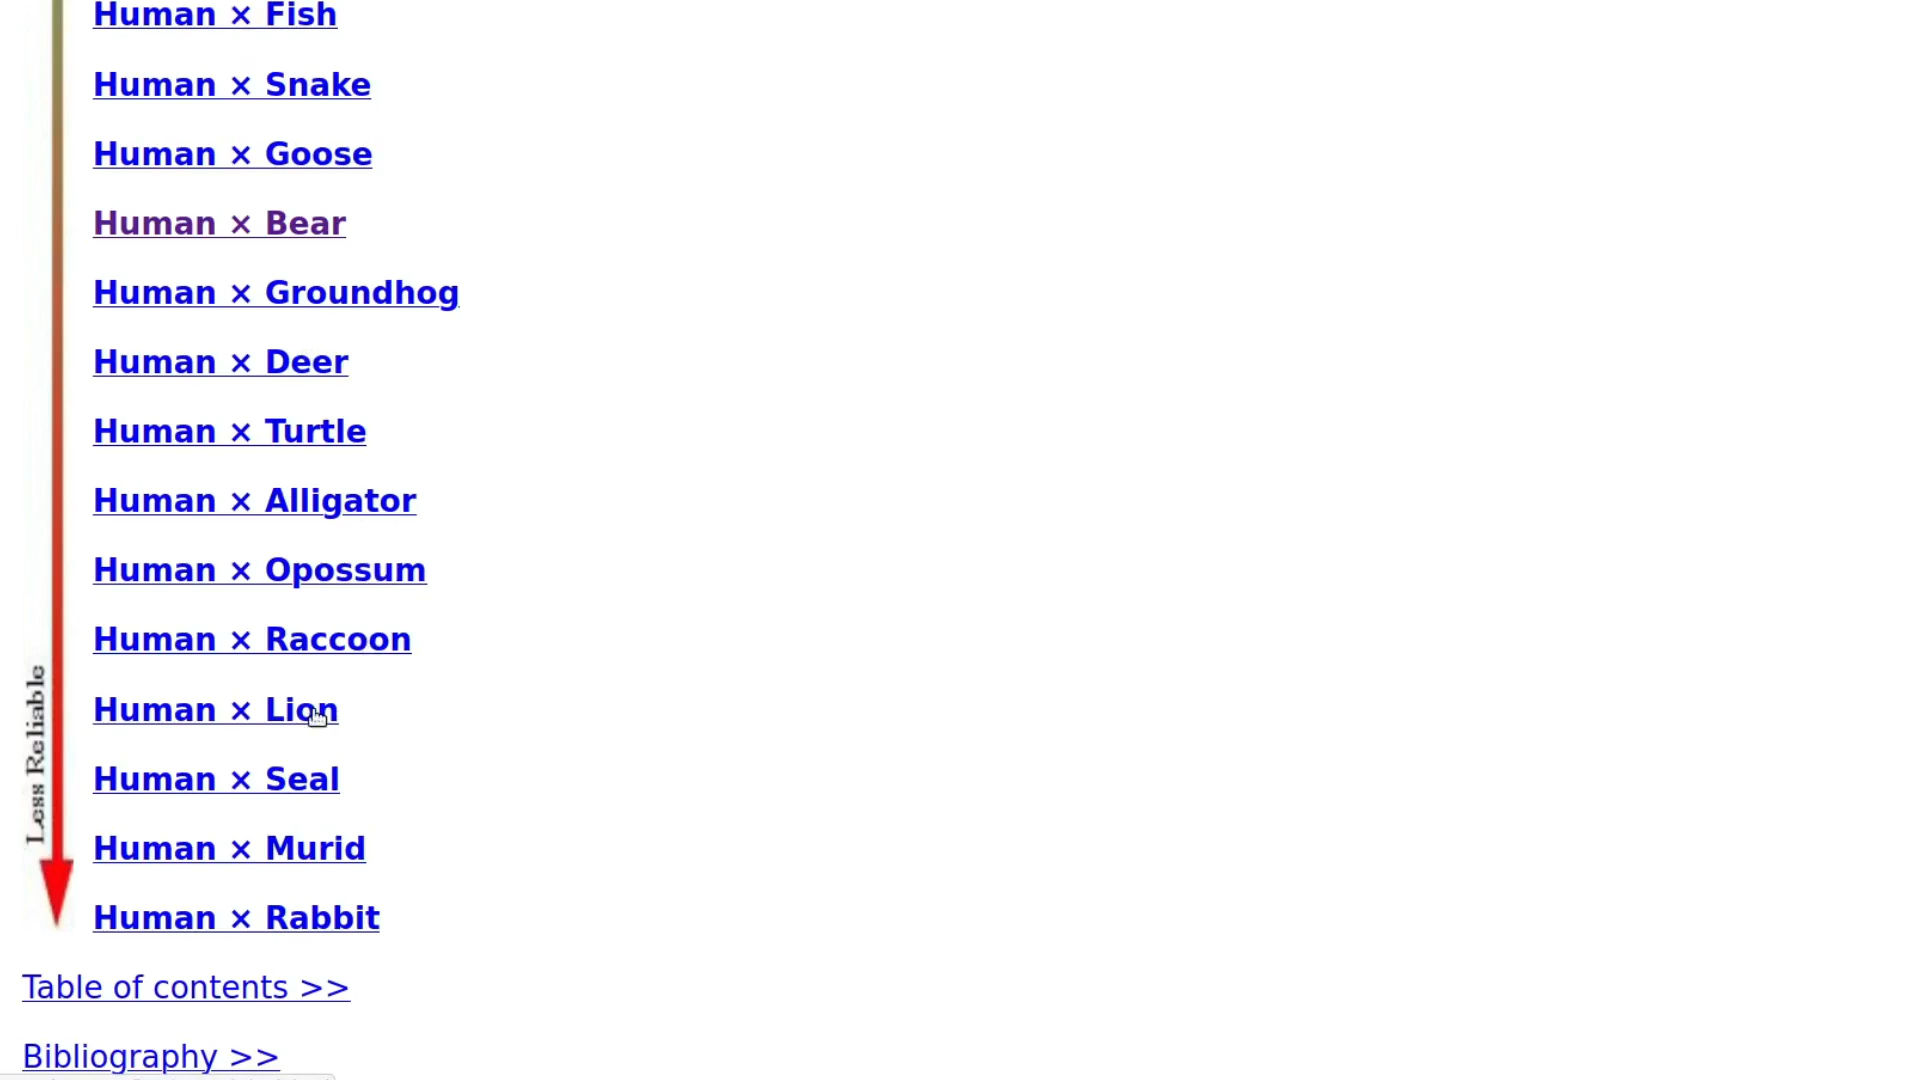 Human × Fish
Human × Snake
Human × Goose
Human × Bear
Human × Groundhog
Human × Deer
Human × Turtle
Human × Alligator
Human × Opossum
Human × Raccoon
Human × Lion
Human × Seal
Human × Murid
Human × Rabbit
Less Reliable
Table of contents >>
Bibliography >>